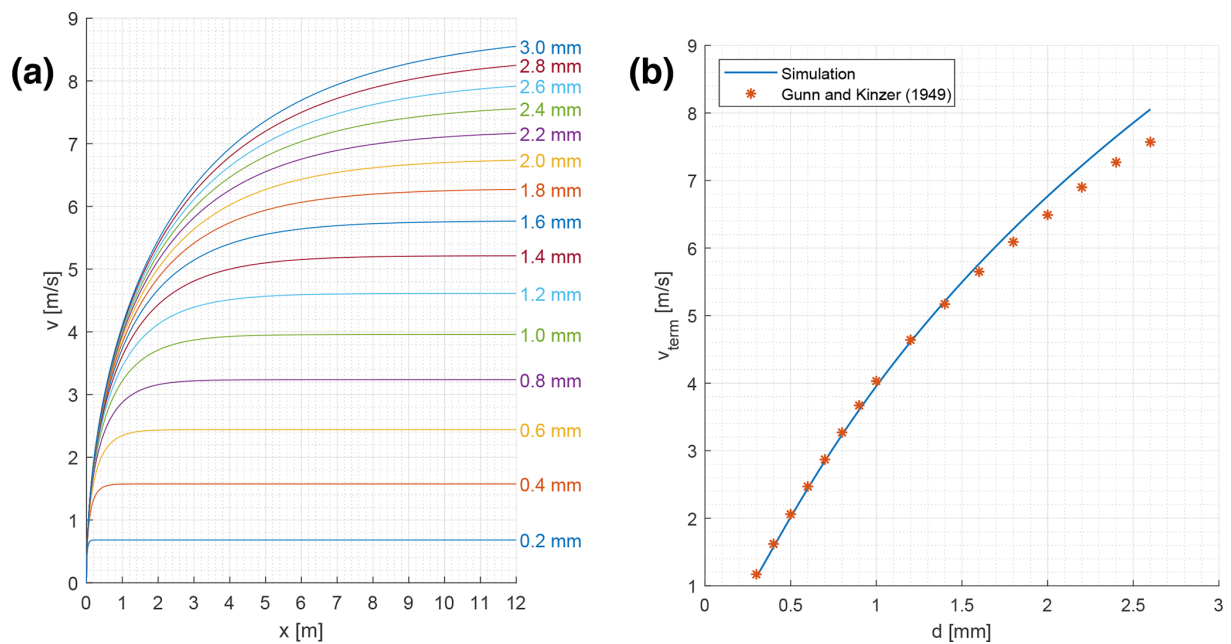 (a)
9
8
7
6
5
4
3
2
1
0
v [m/s]
3.0 mm
2.8 mm
2.6 mm
2.4 mm
2.2 mm
2.0 mm
1.8 mm
1.6 mm
1.4 mm
1.2 mm
1.0 mm
0.8 mm
0.6 mm
0.4 mm
0.2 mm
0 1 2 3 4 5 6 7 8 9 10 11 12
x [m]
(b)
9
8
7
6
5
4
3
2
1
v_term [m/s]
Simulation
Gunn and Kinzer (1949)
0 0.5 1 1.5 2 2.5 3
d [mm]